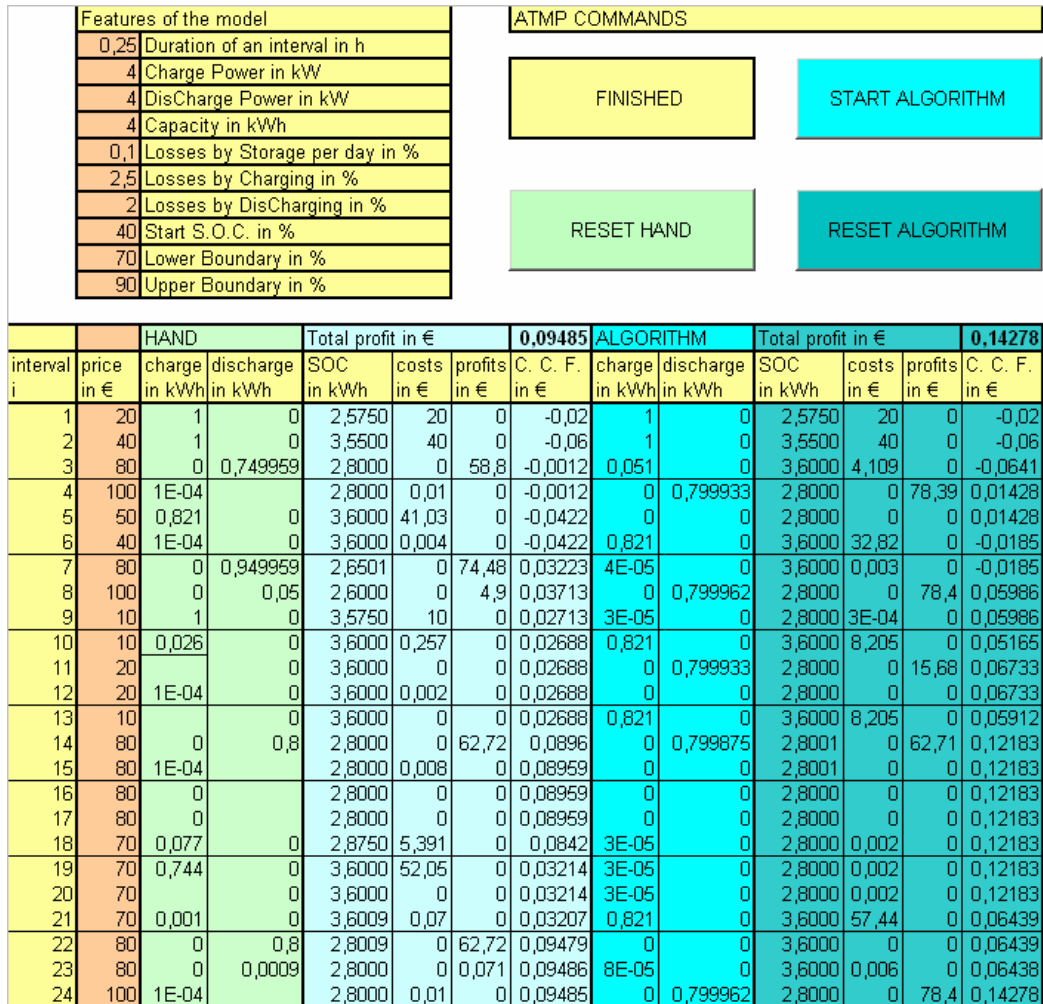 Features of the model ATMP COMMANDS
0,25 Duration of an interval in h
4 Charge Power in kW
4 DisCharge Power in kW
4 Capacity in kWh
0,1 Losses by Storage per day in %
2,5 Losses by Charging in %
2 Losses by DisCharging in %
40 Start S.O.C. in %
70 Lower Boundary in %
90 Upper Boundary in %
FINISHED START ALGORITHM
RESET HAND RESET ALGORITHM
HAND Total profit in € 0,09485 ALGORITHM Total profit in € 0,14278
interval price charge discharge SOC costs profits C. C. F. charge discharge SOC costs profits C. C. F.
i in € in kWh in kWh in kWh in € in € in € in kWh in kWh in kWh in € in € in €
1 20 1 0 2,5750 20 0 -0,02 1 0 2,5750 20 0 -0,02
2 40 1 0 3,5500 40 0 -0,06 1 0 3,5500 40 0 -0,06
3 80 0 0,749959 2,8000 0 58,8 -0,0012 0,051 0 3,6000 4,109 0 -0,0641
4 100 1E-04 2,8000 0,01 0 -0,0012 0 0,799933 2,8000 0 78,39 0,01428
5 50 0,821 0 3,6000 41,03 0 -0,0422 0 0 2,8000 0 0 0,01428
6 40 1E-04 0 3,6000 0,004 0 -0,0422 0,821 0 3,6000 32,82 0 -0,0185
7 80 0 0,949959 2,6501 0 74,48 0,03223 4E-05 0 3,6000 0,003 0 -0,0185
8 100 0 0,05 2,8000 0 4,9 0,03713 0 0,799962 2,8000 0 78,4 0,05986
9 10 1 0 3,5750 10 0 0,02713 3E-05 0 2,8000 3E-04 0 0,05986
10 10 0,026 0 3,6000 0,257 0 0,02688 0,821 0 3,6000 8,205 0 0,05165
11 20 0 3,6000 0 0 0,02688 0 0,799933 2,8000 0 15,68 0,06733
12 20 1E-04 0 3,6000 0,002 0 0,02688 0 0 2,8000 0 0 0,06733
13 10 0 3,6000 0 0 0,02688 0,821 0 3,6000 8,205 0 0,05912
14 80 0 0,8 2,8000 0 62,72 0,0896 0 0,799875 2,8001 0 62,71 0,12183
15 80 1E-04 2,8000 0,008 0 0,08959 0 0 2,8001 0 0 0,12183
16 80 0 2,8000 0 0 0,08959 0 0 2,8000 0 0 0,12183
17 80 0 2,8000 0 0 0,08959 0 0 2,8000 0 0 0,12183
18 70 0,077 0 2,8750 5,391 0 0,0842 3E-05 0 2,8000 0,002 0 0,12183
19 70 0,744 0 3,6000 52,05 0 0,03214 3E-05 0 2,8000 0,002 0 0,12183
20 70 0 3,6000 0 0 0,03214 3E-05 0 2,8000 0,002 0 0,12183
21 70 0,001 0 3,6009 0,07 0 0,03207 0,821 0 3,6000 57,44 0 0,06439
22 80 0 0,8 2,8009 0 62,72 0,09479 0 0 3,6000 0 0 0,06439
23 80 0 0,0009 2,8000 0 0,071 0,09486 8E-05 0 3,6000 0,006 0 0,06438
24 100 1E-04 2,8000 0,01 0 0,09485 0 0,799962 2,8000 0 78,4 0,14278